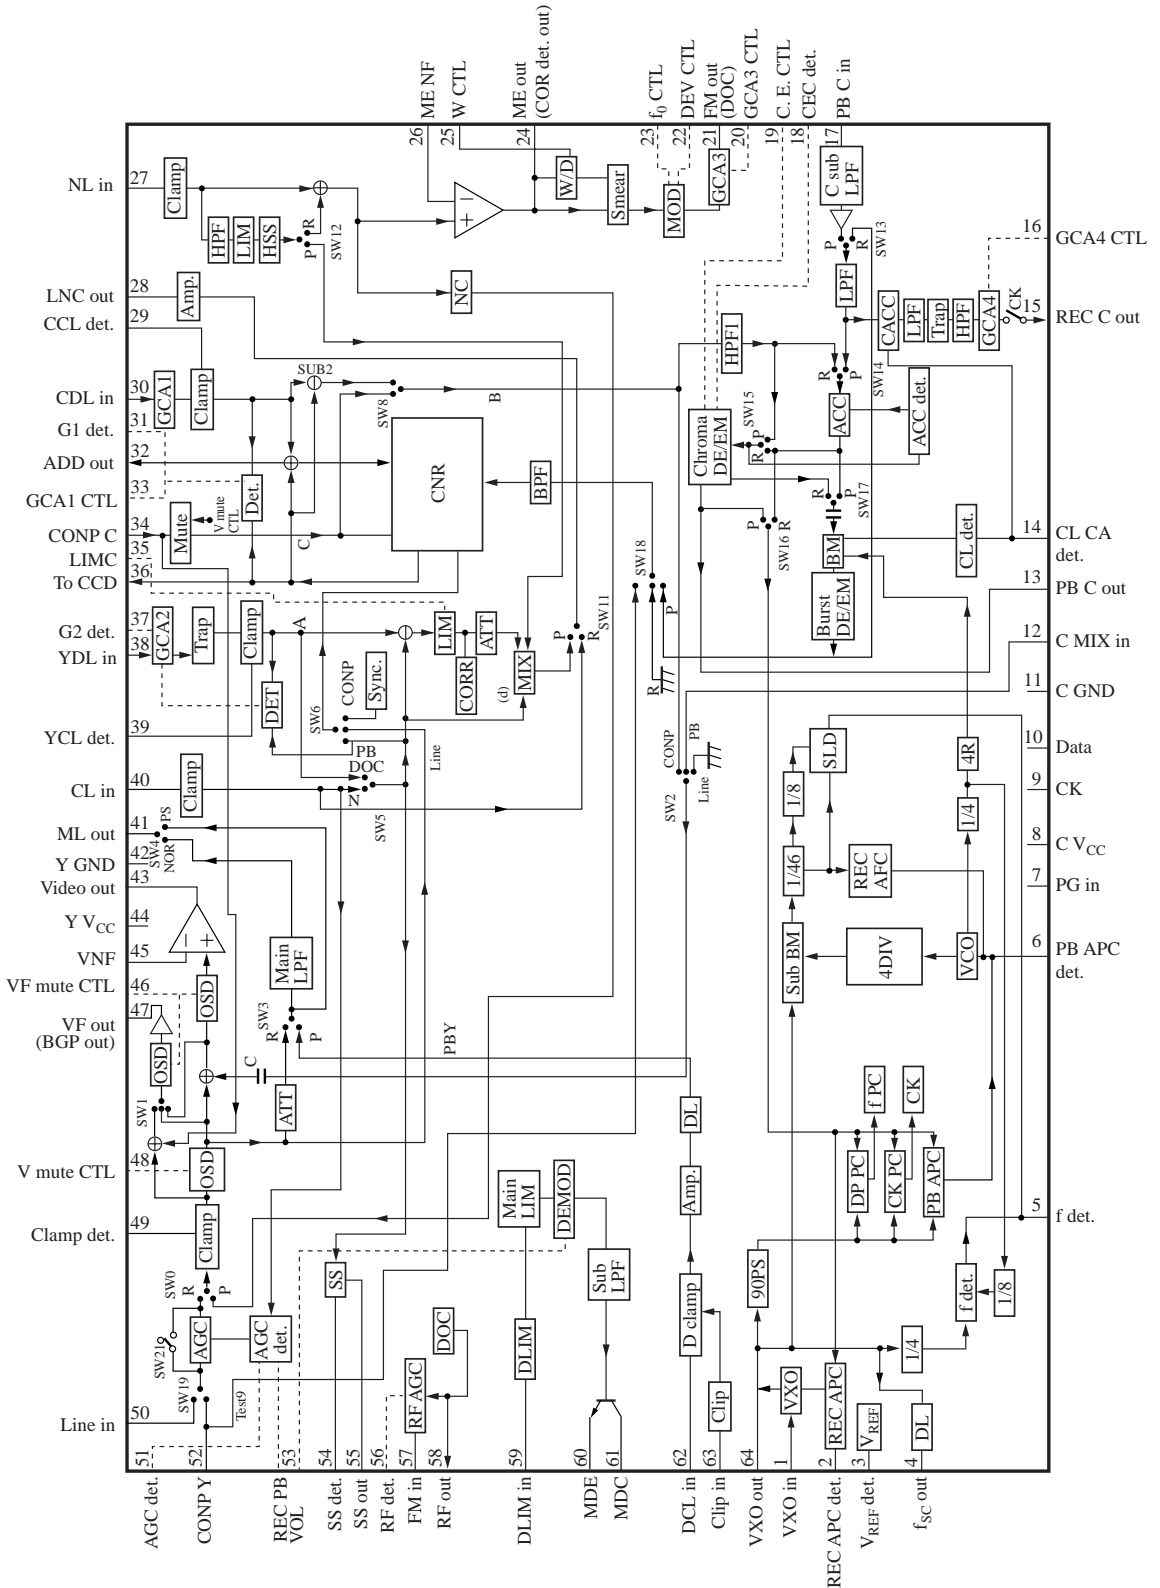 ME NF
W CTL
ME out
(COR det. out)
f0 CTL
DEV CTL
FM out
(DOC)
GCA3 CTL
C. E. CTL
CEC det.
PB C in
26
25
24
23
22
21
20
19
18
17
NL in
27
Clamp
HPF
LIM
HSS
P
R
SW12
W/D
Smear
MOD
GCA3
C sub
LPF
P
R
SW13
LPF
NC
LNC out
28
Amp.
CCL det.
29
CDL in
30
GCA1
Clamp
SUB2
SW8
B
G1 det.
31
ADD out
32
GCA1 CTL
33
Det.
CNR
BPF
CONP C
34
Mute
V mute
CTL
C
LIMC
35
To CCD
36
16
GCA4 CTL
CACC
LPF
Trap
HPF
GCA4
CK
15
REC C out
HPF1
R
P
SW14
ACC
ACC det.
Chroma
DE/EM
SW15
R
P
R
P
SW17
P
R
SW16
BM
CL det.
14
CL CA
det.
Burst
DE/EM
13
PB C out
12
C MIX in
11
C GND
SW18
P
R
G2 det.
37
GCA2
Trap
Clamp
YDL in
38
A
LIM
ATT
CORR
MIX
(d)
P
R
SW11
DET
SW6
CONP
Sync.
PB
Line
YCL det.
39
CL in
40
Clamp
DOC
N
SW5
CONP
PB
Line
SW2
SLD
1/8
4R
1/4
10
Data
9
CK
8
C VCC
7
PG in
6
PB APC
det.
1/46
REC
AFC
Sub BM
4DIV
VCO
ML out
41
SW4
PS
NOR
Y GND
42
Video out
43
Y VCC
44
VNF
45
VF mute CTL
46
OSD
VF out
(BGP out)
47
OSD
SW1
Main
LPF
SW3
R
P
C
ATT
PBY
V mute CTL
48
OSD
Clamp det.
49
Clamp
SW0
R
P
SW21
AGC
AGC
det.
SW19
Test9
Line in
50
SS
DOC
RF AGC
Main
LIM
DEMOD
Sub
LPF
DLIM
DL
Amp.
D clamp
Clip
f PC
CK
DP PC
CK PC
PB APC
90PS
5
f det.
f det.
1/8
1/4
VXO
REC APC
VREF
DL
51
52
53
54
55
56
57
58
59
60
61
62
63
64
1
2
3
4
AGC det.
CONP Y
REC PB
VOL
SS det.
SS out
RF det.
FM in
RF out
DLIM in
MDE
MDC
DCL in
Clip in
VXO out
VXO in
REC APC det.
VREF det.
fSC out